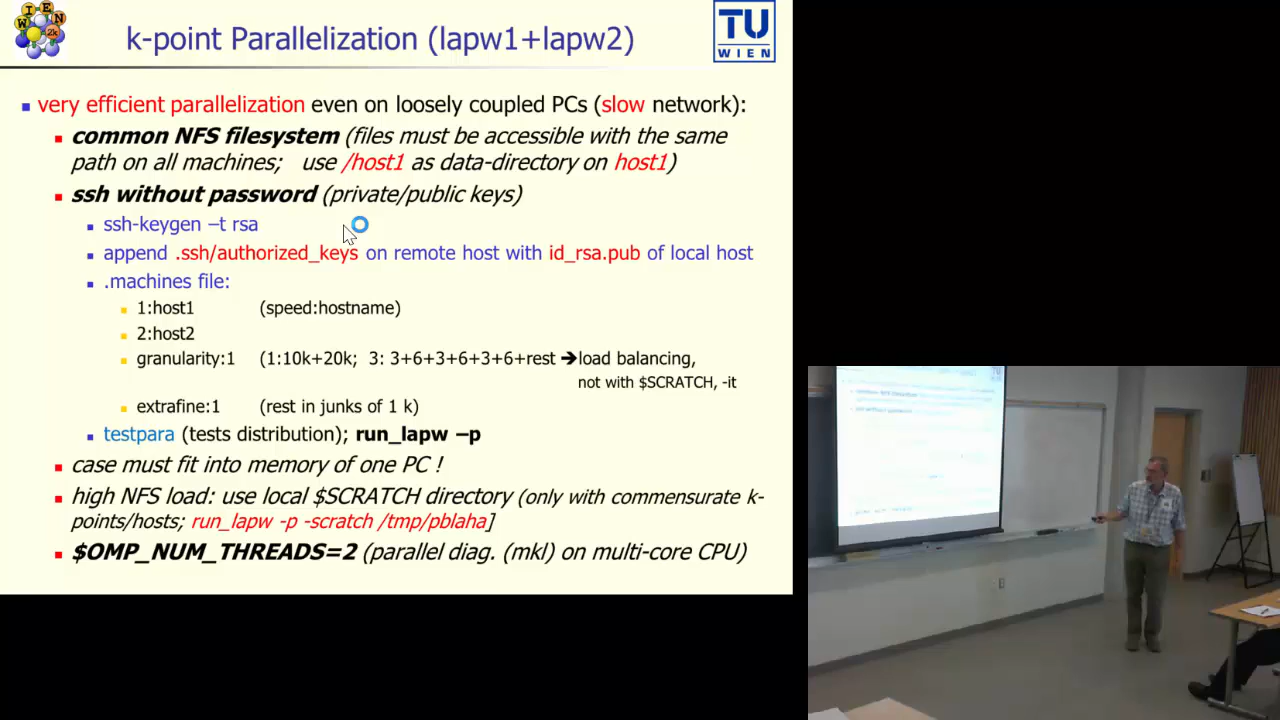 WIEN2k
k-point Parallelization (lapw1+lapw2)
TU
WIEN
very efficient parallelization even on loosely coupled PCs (slow network):
common NFS filesystem (files must be accessible with the same
path on all machines; use /host1 as data-directory on host1)
ssh without password (private/public keys)
ssh-keygen –t rsa
append .ssh/authorized_keys on remote host with id_rsa.pub of local host
.machines file:
1:host1 (speed:hostname)
2:host2
granularity:1 (1:10k+20k; 3: 3+6+3+6+3+6+rest ➔load balancing,
not with $SCRATCH, -it
extrafine:1 (rest in junks of 1 k)
testpara (tests distribution); run_lapw –p
case must fit into memory of one PC !
high NFS load: use local $SCRATCH directory (only with commensurate k-
points/hosts; run_lapw -p -scratch /tmp/pblaha]
$OMP_NUM_THREADS=2 (parallel diag. (mkl) on multi-core CPU)